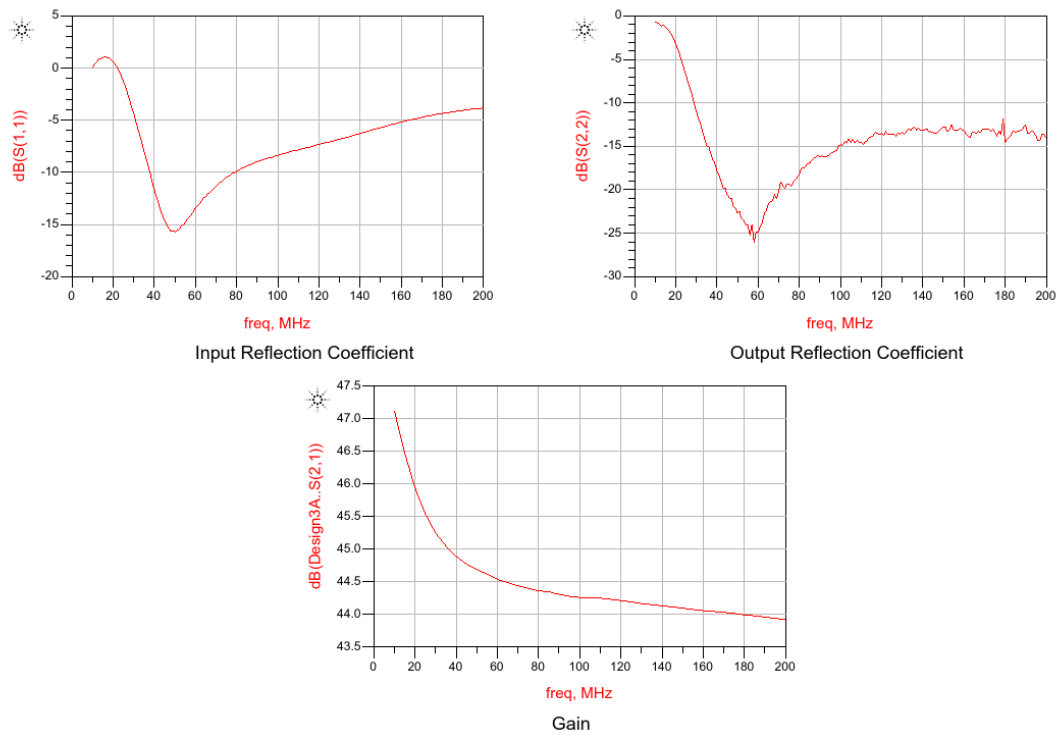 5
0
-5
-10
-15
-20
dB(S(1,1))
0 20 40 60 80 100 120 140 160 180 200
freq, MHz
Input Reflection Coefficient
0
-5
-10
-15
-20
-25
-30
dB(S(2,2))
0 20 40 60 80 100 120 140 160 180 200
freq, MHz
Output Reflection Coefficient
47.5
47.0
46.5
46.0
45.5
45.0
44.5
44.0
43.5
dB(Design3A..S(2,1))
0 20 40 60 80 100 120 140 160 180 200
freq, MHz
Gain